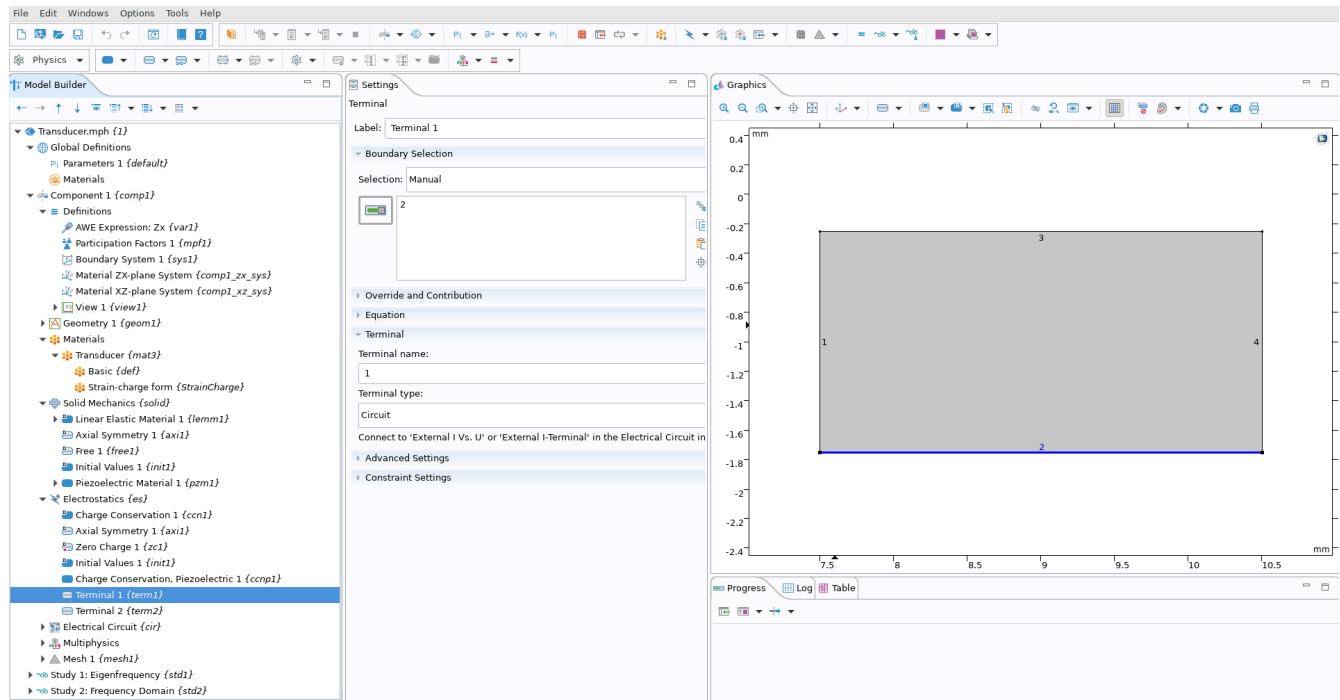 File Edit Windows Options Tools Help
Physics
Model Builder
Transducer.mph {1}
Global Definitions
Parameters 1 {default}
Materials
Component 1 {comp1}
Definitions
AWE Expression: Zx {var1}
Participation Factors 1 {mpf1}
Boundary System 1 {sys1}
Material ZX-plane System {comp1_zx_sys}
Material XZ-plane System {comp1_xz_sys}
View 1 {view1}
Geometry 1 {geom1}
Materials
Transducer {mat3}
Basic {def}
Strain-charge form {StrainCharge}
Solid Mechanics {solid}
Linear Elastic Material 1 {lemm1}
Axial Symmetry 1 {axi1}
Free 1 {free1}
Initial Values 1 {init1}
Piezoelectric Material 1 {pzm1}
Electrostatics {es}
Charge Conservation 1 {ccn1}
Axial Symmetry 1 {axi1}
Zero Charge 1 {zc1}
Initial Values 1 {init1}
Charge Conservation, Piezoelectric 1 {ccnp1}
Terminal 1 {term1}
Terminal 2 {term2}
Electrical Circuit {cir}
Multiphysics
Mesh 1 {mesh1}
Study 1: Eigenfrequency {std1}
Study 2: Frequency Domain {std2}
Settings
Terminal
Label: Terminal 1
Boundary Selection
Selection: Manual
2
Override and Contribution
Equation
Terminal
Terminal name:
1
Terminal type:
Circuit
Connect to 'External I Vs. U' or 'External I-Terminal' in the Electrical Circuit in
Advanced Settings
Constraint Settings
Graphics
mm
0.4
0.2
0
-0.2
-0.4
-0.6
-0.8
-1
-1.2
-1.4
-1.6
-1.8
-2
-2.2
-2.4
3
1
4
2
mm
7.5 8 8.5 9 9.5 10 10.5
Progress Log Table